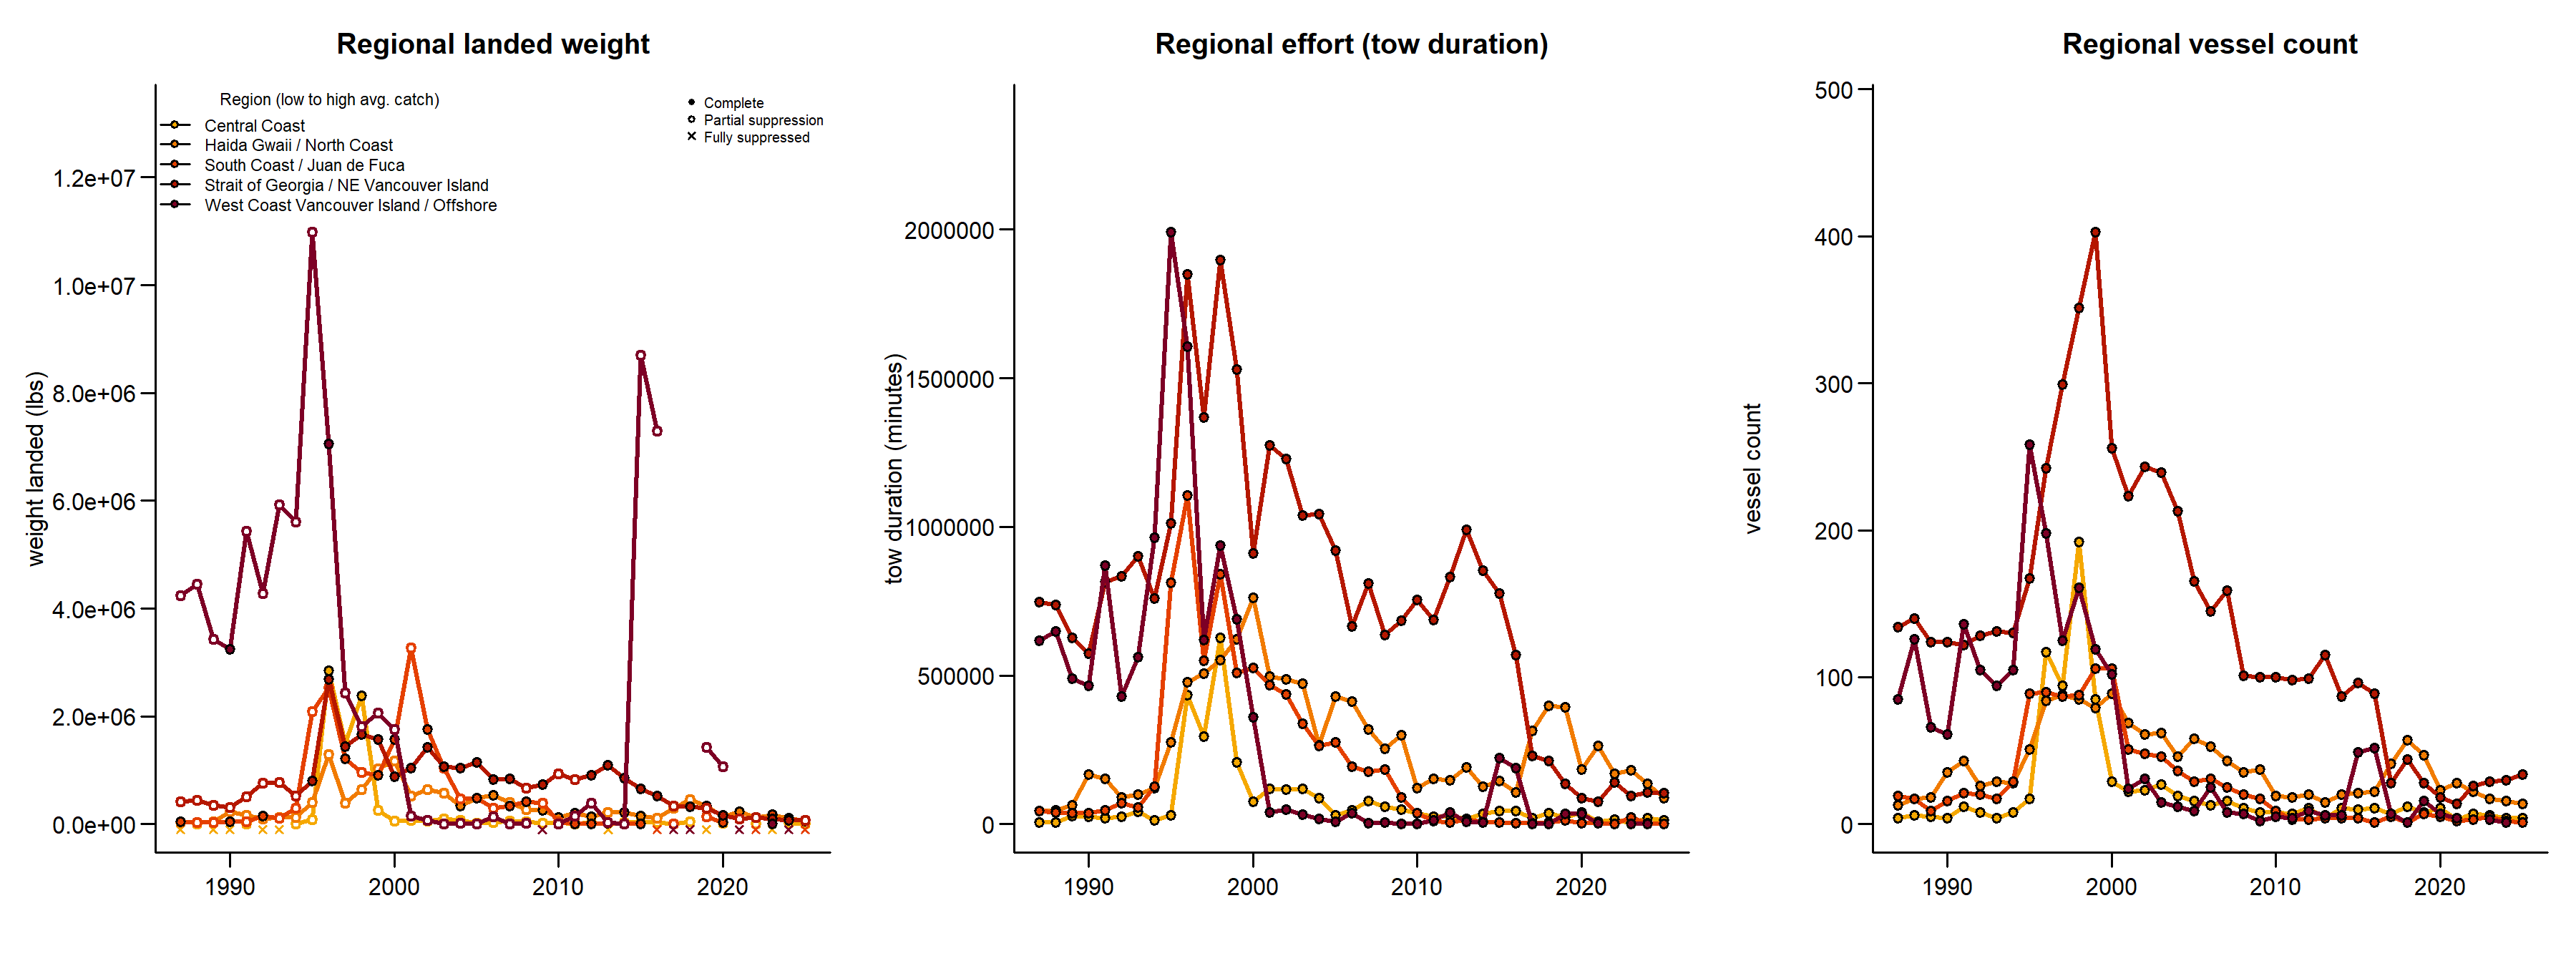 Regional landed weight
Region (low to high avg. catch)
Central Coast
Haida Gwaii / North Coast
South Coast / Juan de Fuca
Strait of Georgia / NE Vancouver Island
West Coast Vancouver Island / Offshore
Complete
Partial suppression
Fully suppressed
weight landed (lbs)
1.2e+07
1.0e+07
8.0e+06
6.0e+06
4.0e+06
2.0e+06
0.0e+00
1990 2000 2010 2020
Regional effort (tow duration)
tow duration (minutes)
2000000
1500000
1000000
500000
0
1990 2000 2010 2020
Regional vessel count
vessel count
500
400
300
200
100
0
1990 2000 2010 2020